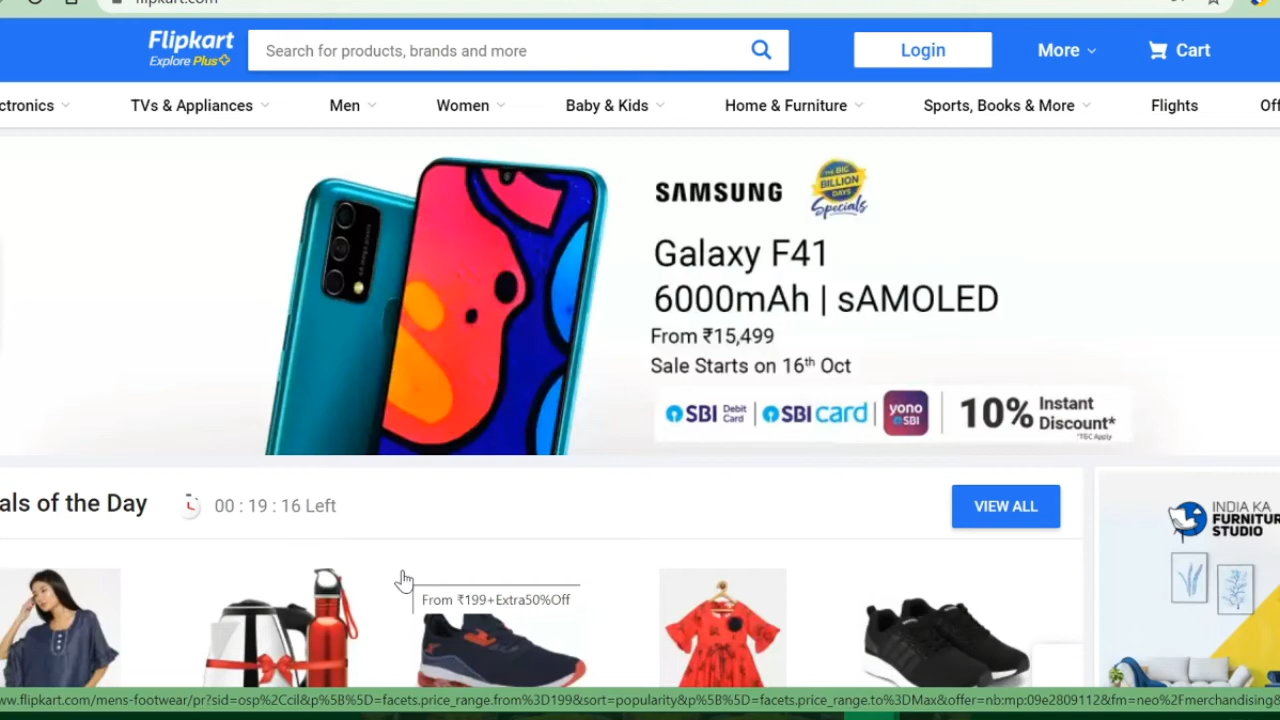 flipkart.com
Flipkart
Explore Plus
Search for products, brands and more
Login
More
Cart
ctronics
TVs & Appliances
Men
Women
Baby & Kids
Home & Furniture
Sports, Books & More
Flights
Off
SAMSUNG
THE BIG
BILLION
DAYS
Specials
Galaxy F41
6000mAh | sAMOLED
From ₹15,499
Sale Starts on 16th Oct
SBI Debit Card | SBI card | yono SBI | 10% Instant Discount*
*T&C Apply
als of the Day
00 : 19 : 16 Left
VIEW ALL
INDIA KA
FURNITUR
STUDIO
From ₹199+Extra50%Off
ww.flipkart.com/mens-footwear/pr?sid=osp%2Ccil&p%5B%5D=facets.price_range.from%3D199&sort=popularity&p%5B%5D=facets.price_range.to%3DMax&offer=nb:mp:09e2809112&fm=neo%2Fmerchandising&